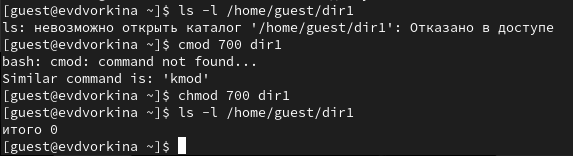 [guest@evdvorkina ~]$ ls -l /home/guest/dir1
ls: невозможно открыть каталог '/home/guest/dir1': Отказано в доступе
[guest@evdvorkina ~]$ cmod 700 dir1
bash: cmod: command not found...
Similar command is: 'kmod'
[guest@evdvorkina ~]$ chmod 700 dir1
[guest@evdvorkina ~]$ ls -l /home/guest/dir1
итого 0
[guest@evdvorkina ~]$